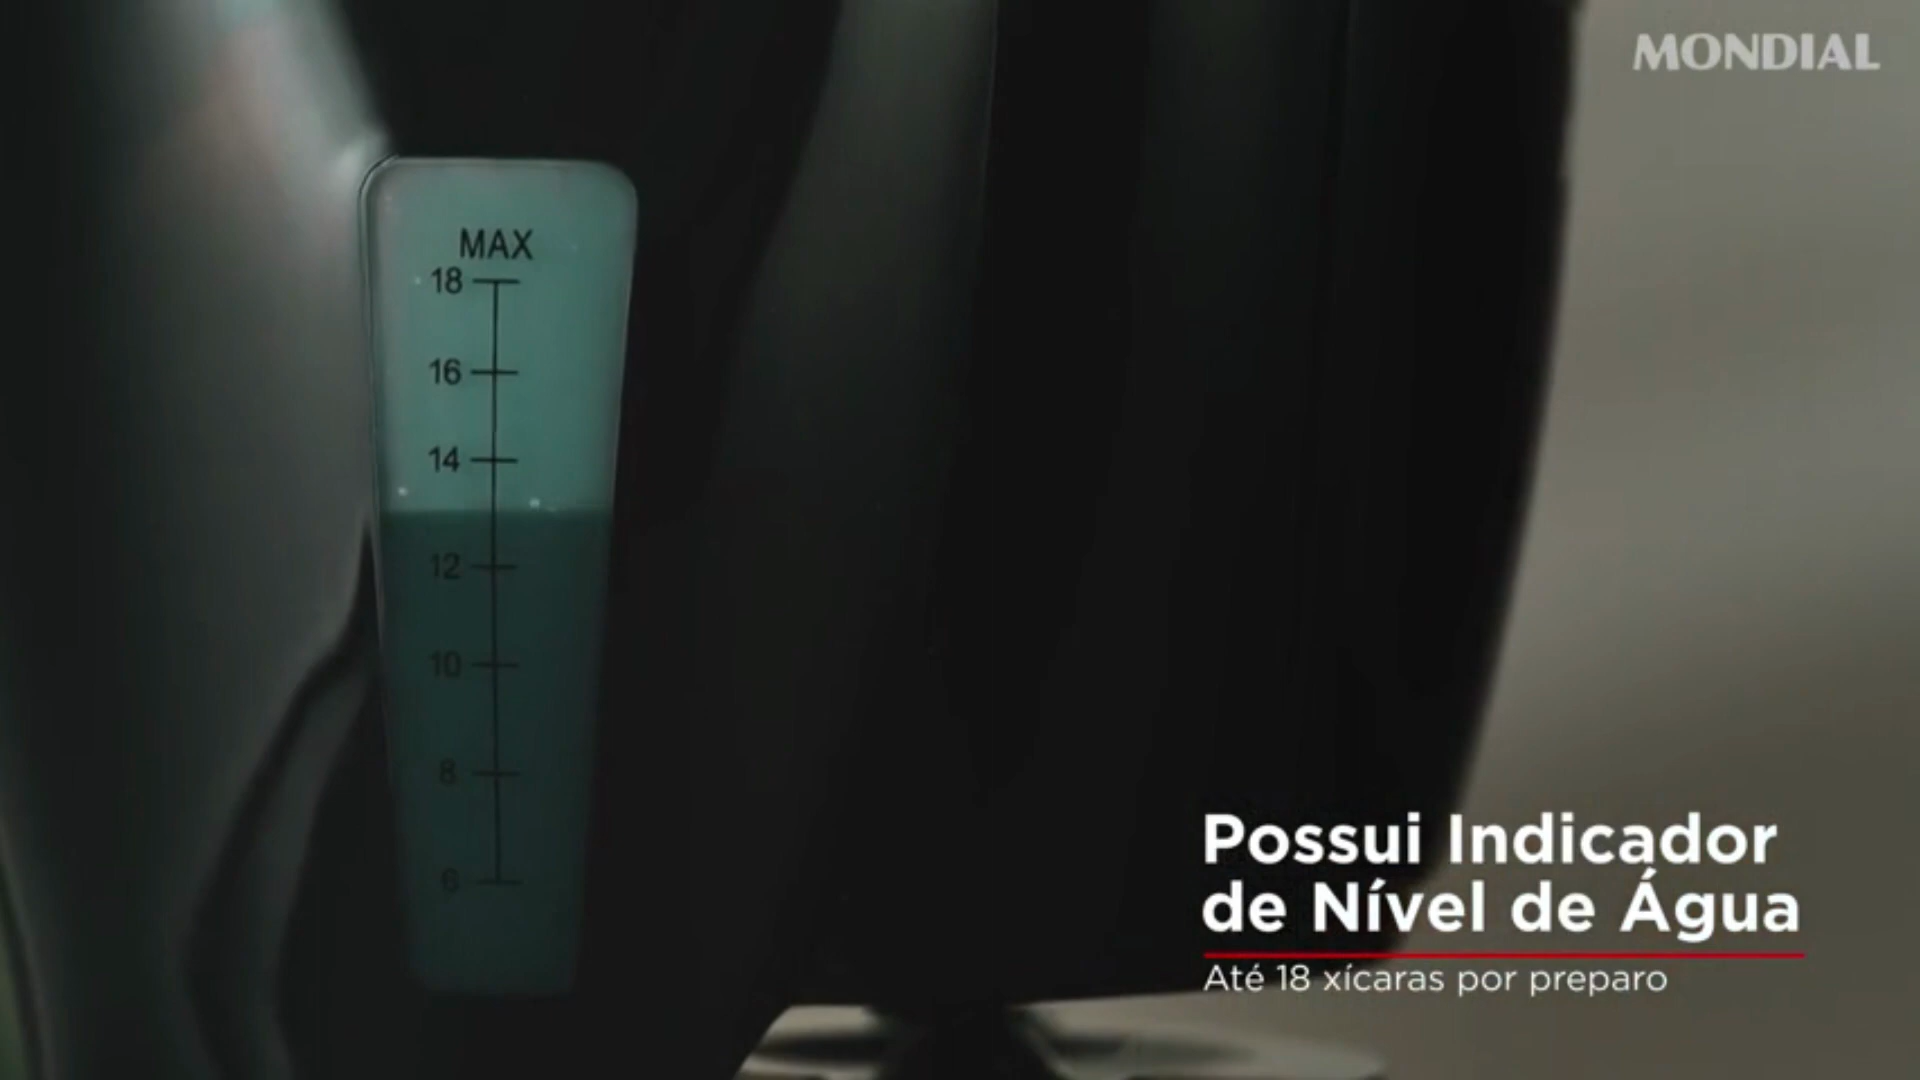 MONDIAL
MAX
18
16
14
12
10
8
6
Possui Indicador
de Nível de Água
Até 18 xícaras por preparo